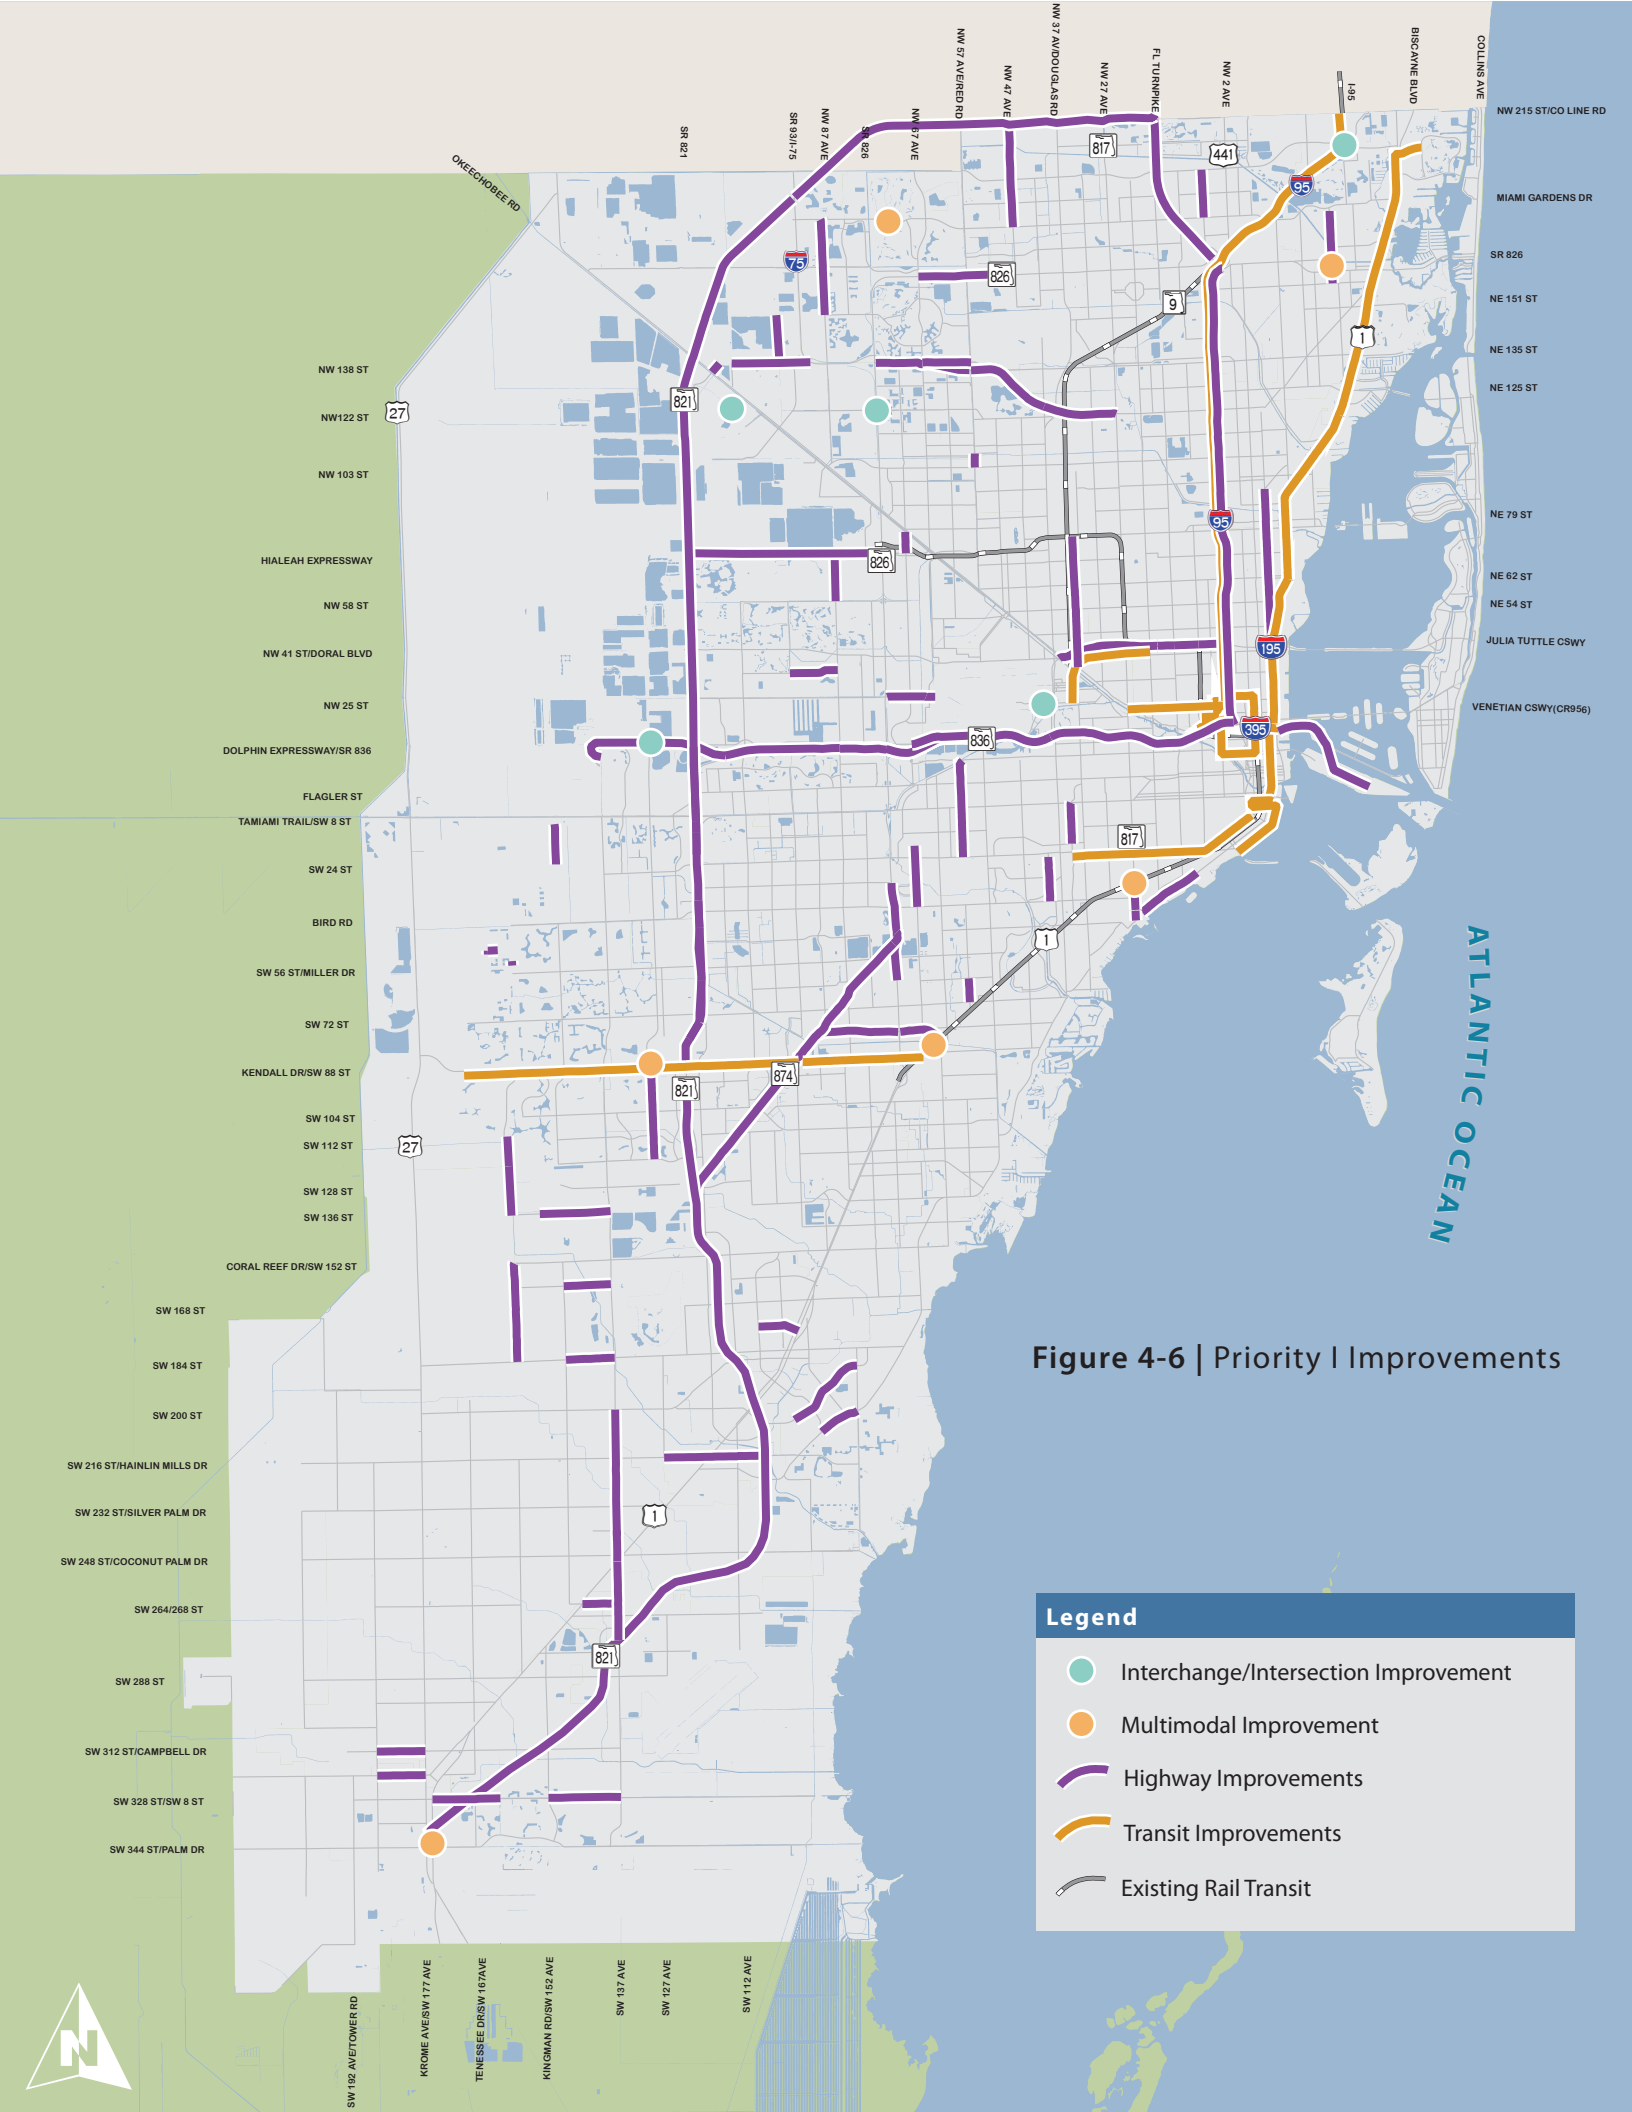 NW 57 AVE/RED RD
NW 47 AVE
NW 37 AV/DOUGLAS RD
NW 27 AVE
FL TURNPIKE
NW 2 AVE
I-95
BISCAYNE BLVD
COLLINS AVE
SR 821
SR 93/I-75
NW 87 AVE
SR 826
NW 67 AVE
OKEECHOBEE RD
NW 215 ST/CO LINE RD
MIAMI GARDENS DR
SR 826
NE 151 ST
NE 135 ST
NE 125 ST
NE 79 ST
NE 62 ST
NE 54 ST
JULIA TUTTLE CSWY
VENETIAN CSWY(CR956)
817
441
95
75
826
9
1
821
27
95
826
195
395
836
817
1
821
874
27
1
821
NW 138 ST
NW122 ST
NW 103 ST
HIALEAH EXPRESSWAY
NW 58 ST
NW 41 ST/DORAL BLVD
NW 25 ST
DOLPHIN EXPRESSWAY/SR 836
FLAGLER ST
TAMIAMI TRAIL/SW 8 ST
SW 24 ST
BIRD RD
SW 56 ST/MILLER DR
SW 72 ST
KENDALL DR/SW 88 ST
SW 104 ST
SW 112 ST
SW 128 ST
SW 136 ST
CORAL REEF DR/SW 152 ST
SW 168 ST
SW 184 ST
SW 200 ST
SW 216 ST/HAINLIN MILLS DR
SW 232 ST/SILVER PALM DR
SW 248 ST/COCONUT PALM DR
SW 264/268 ST
SW 288 ST
SW 312 ST/CAMPBELL DR
SW 328 ST/SW 8 ST
SW 344 ST/PALM DR
ATLANTIC OCEAN
Figure 4-6 | Priority I Improvements
Legend
Interchange/Intersection Improvement
Multimodal Improvement
Highway Improvements
Transit Improvements
Existing Rail Transit
SW 192 AVE/TOWER RD
KROME AVE/SW 177 AVE
TENESSEE DR/SW 167AVE
KINGMAN RD/SW 152 AVE
SW 137 AVE
SW 127 AVE
SW 112 AVE
N